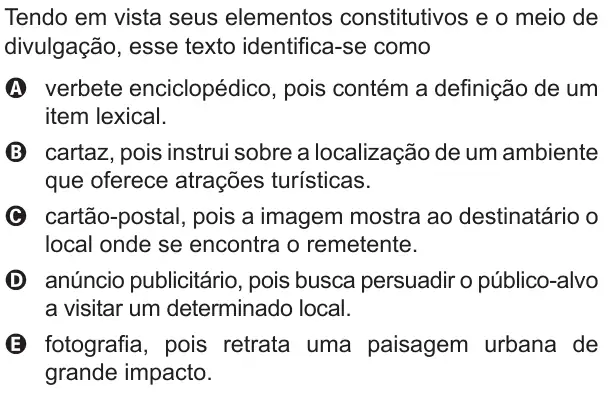 Tendo em vista seus elementos constitutivos e o meio de
divulgação, esse texto identifica-se como
A verbete enciclopédico, pois contém a definição de um
item lexical.
B cartaz, pois instrui sobre a localização de um ambiente
que oferece atrações turísticas.
C cartão-postal, pois a imagem mostra ao destinatário o
local onde se encontra o remetente.
D anúncio publicitário, pois busca persuadir o público-alvo
a visitar um determinado local.
E fotografia, pois retrata uma paisagem urbana de
grande impacto.